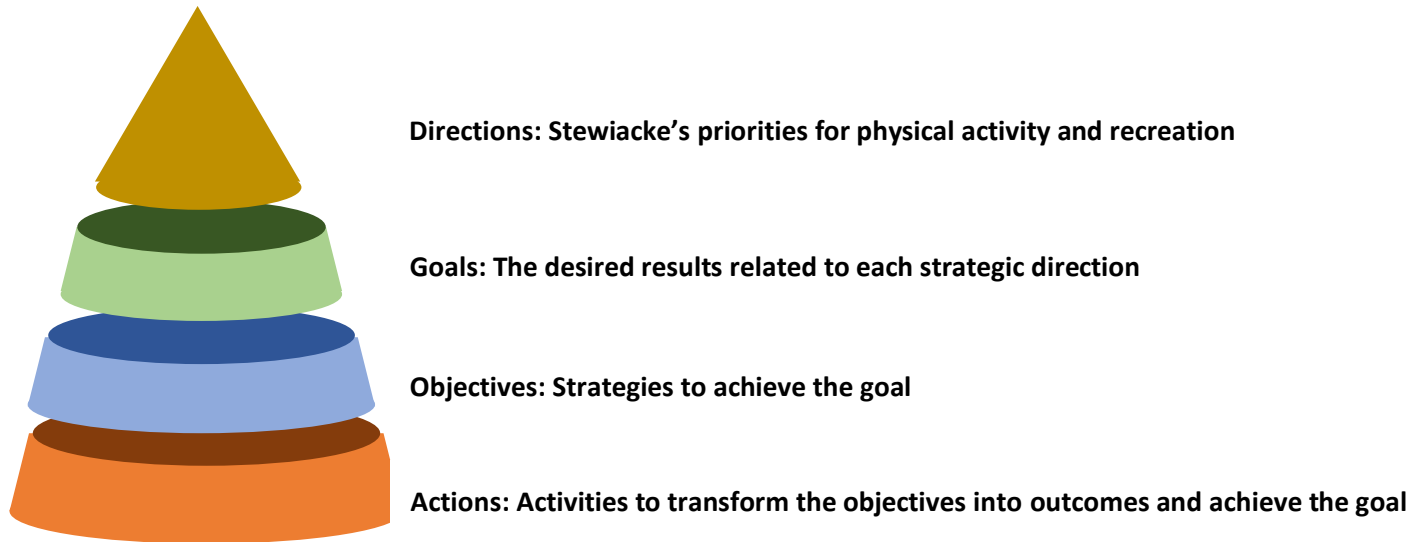 Directions: Stewiacke’s priorities for physical activity and recreation
Goals: The desired results related to each strategic direction
Objectives: Strategies to achieve the goal
Actions: Activities to transform the objectives into outcomes and achieve the goal